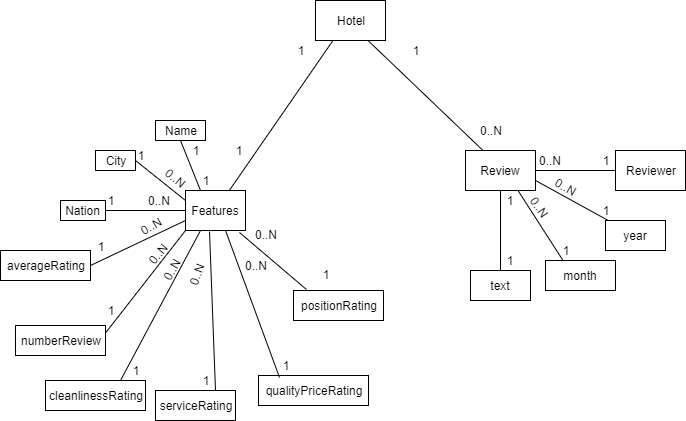 Hotel
1
1
0..N
1
Name
1
City
1
0..N
1
Nation
1
0..N
Features
0..N
averageRating
1
0..N
numberReview
1
0..N
cleanlinessRating
1
0..N
serviceRating
1
0..N
qualityPriceRating
1
0..N
positionRating
1
Review
0..N
1
Reviewer
0..N
1
year
0..N
1
month
1
1
text